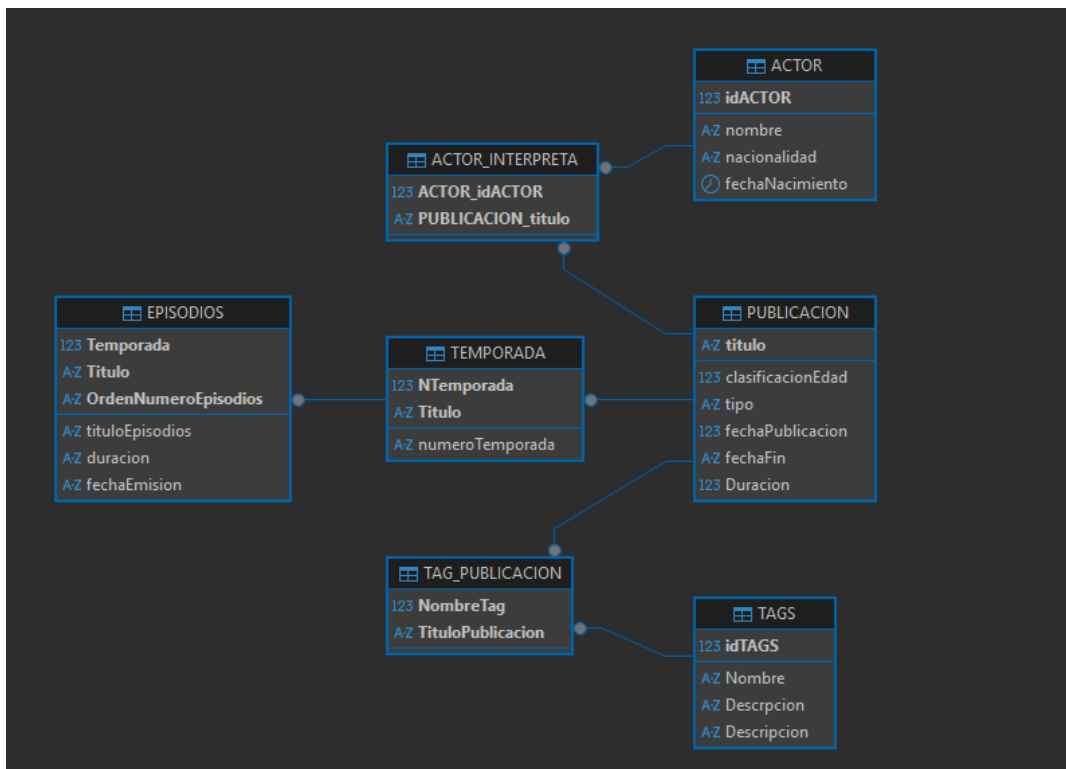 ACTOR
123 idACTOR
A-Z nombre
A-Z nacionalidad
fechaNacimiento
ACTOR_INTERPRETA
123 ACTOR_idACTOR
A-Z PUBLICACION_titulo
EPISODIOS
123 Temporada
A-Z Titulo
A-Z OrdenNumeroEpisodios
A-Z tituloEpisodios
A-Z duracion
A-Z fechaEmision
TEMPORADA
123 NTemporada
A-Z Titulo
A-Z numeroTemporada
PUBLICACION
A-Z titulo
123 clasificacionEdad
A-Z tipo
123 fechaPublicacion
A-Z fechaFin
123 Duracion
TAG_PUBLICACION
123 NombreTag
A-Z TituloPublicacion
TAGS
123 idTAGS
A-Z Nombre
A-Z Descrpcion
A-Z Descripcion